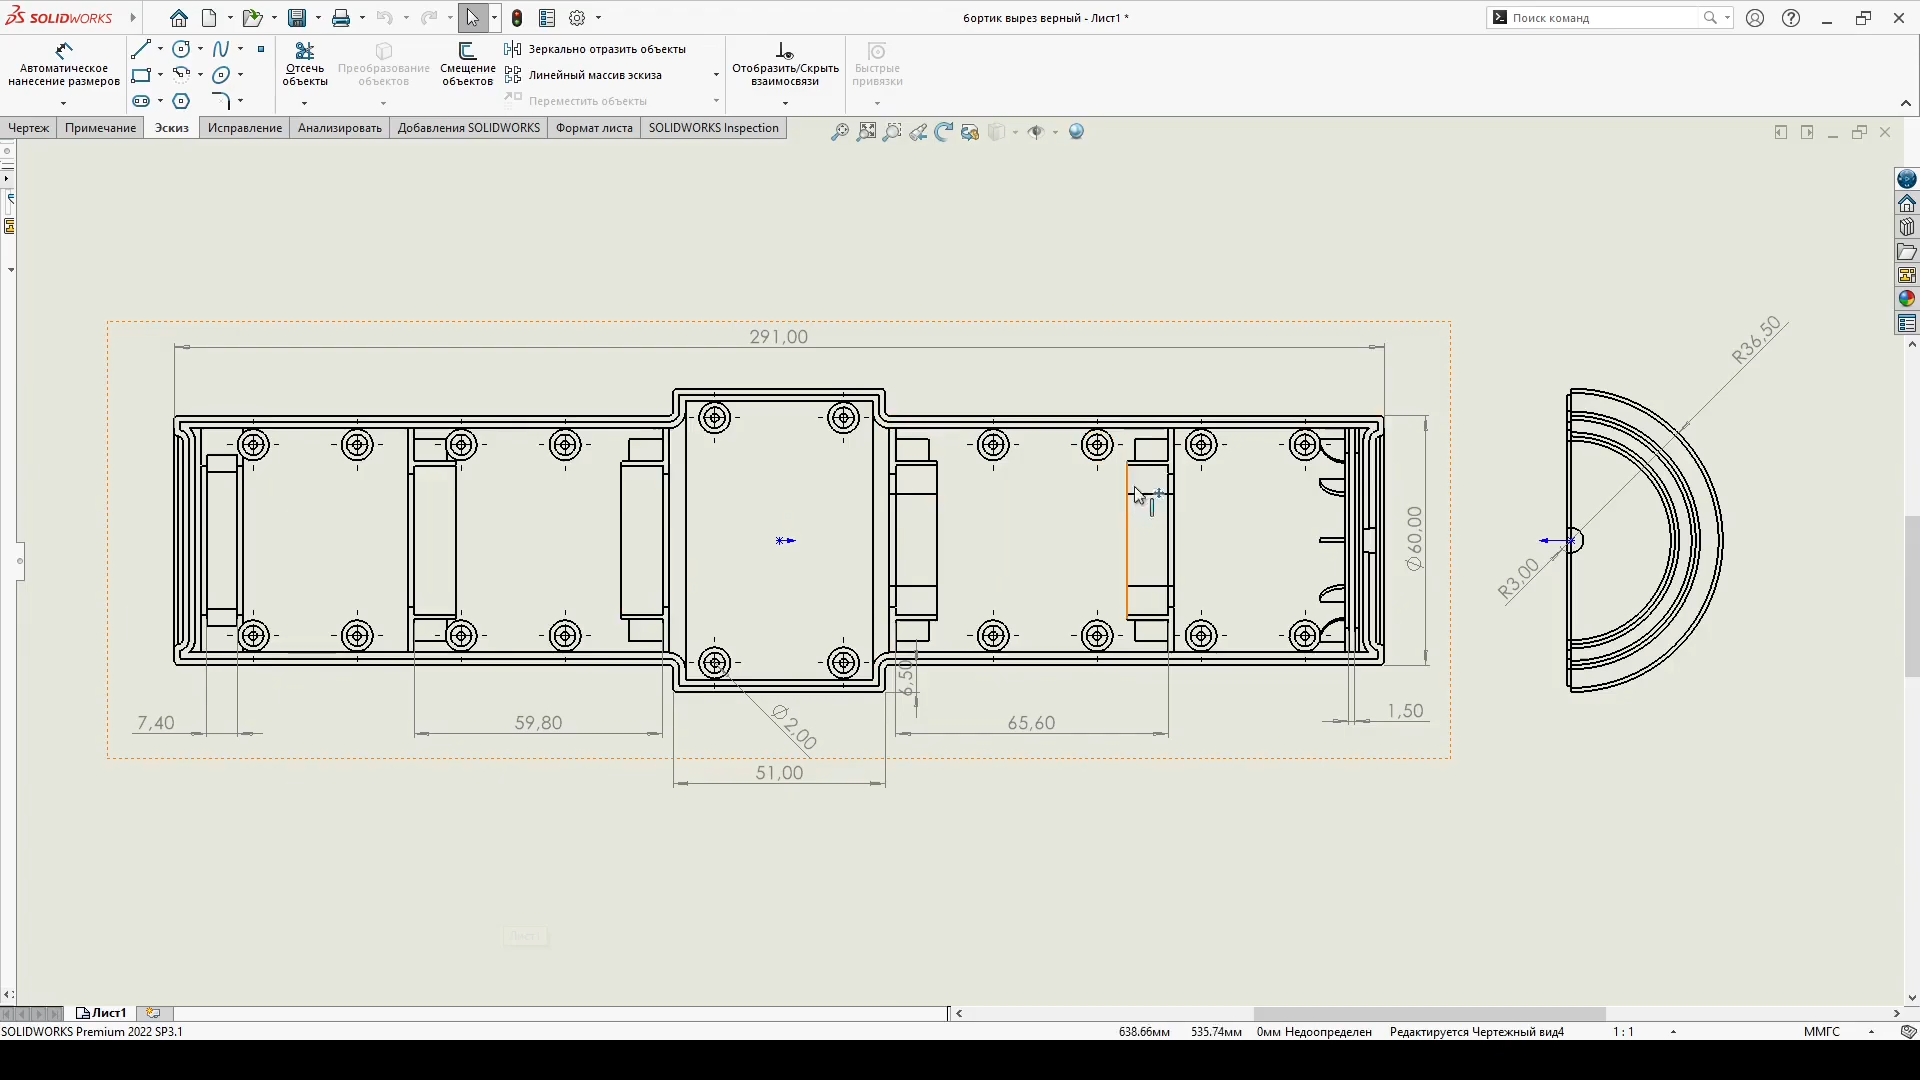 SOLIDWORKS
бортик вырез верный - Лист1 *
Поиск команд
Автоматическое
нанесение размеров
Отсечь
объекты
Преобразование
объектов
Смещение
объектов
Зеркально отразить объекты
Линейный массив эскиза
Переместить объекты
Отобразить/Скрыть
взаимосвязи
Быстрые
привязки
Чертеж
Примечание
Эскиз
Исправление
Анализировать
Добавления SOLIDWORKS
Формат листа
SOLIDWORKS Inspection
291,00
R36,50
∅60,00
R3,00
6,50
7,40
59,80
∅2,00
65,60
1,50
51,00
Лист1
SOLIDWORKS Premium 2022 SP3.1
638.66мм
535.74мм
0мм Недоопределен
Редактируется Чертежный вид4
1 : 1
ММГС